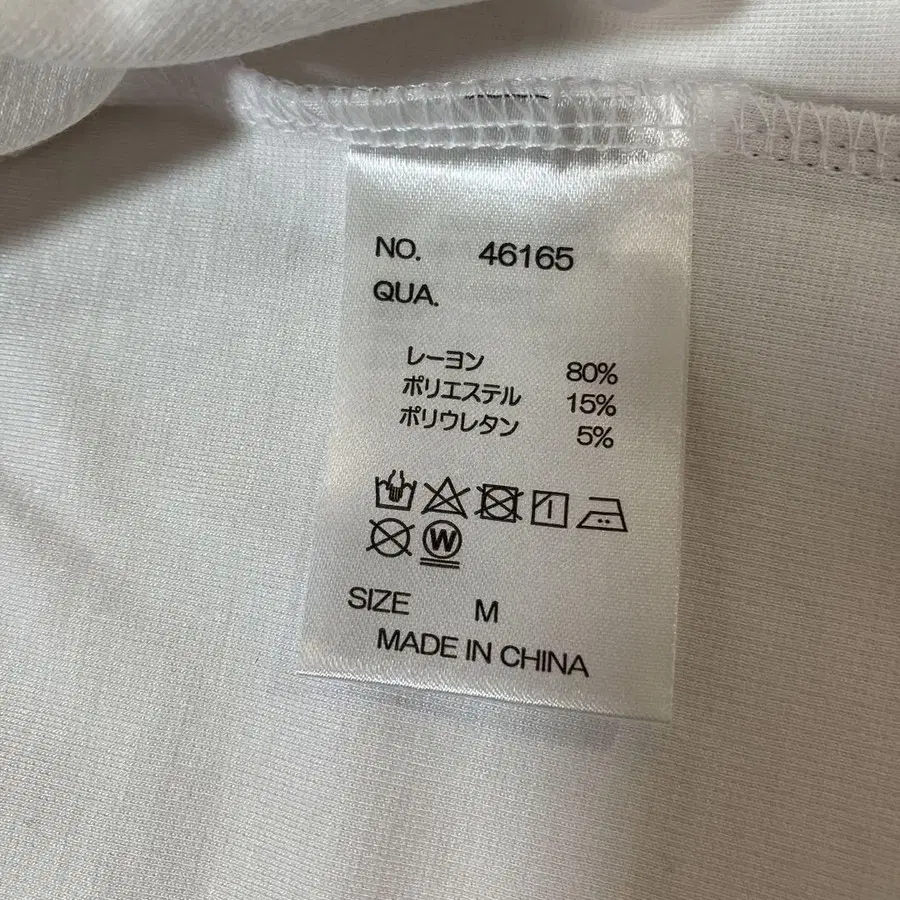 NO. 46165
QUA.
レーヨン 80%
ポリエステル 15%
ポリウレタン 5%
W
SIZE M
MADE IN CHINA